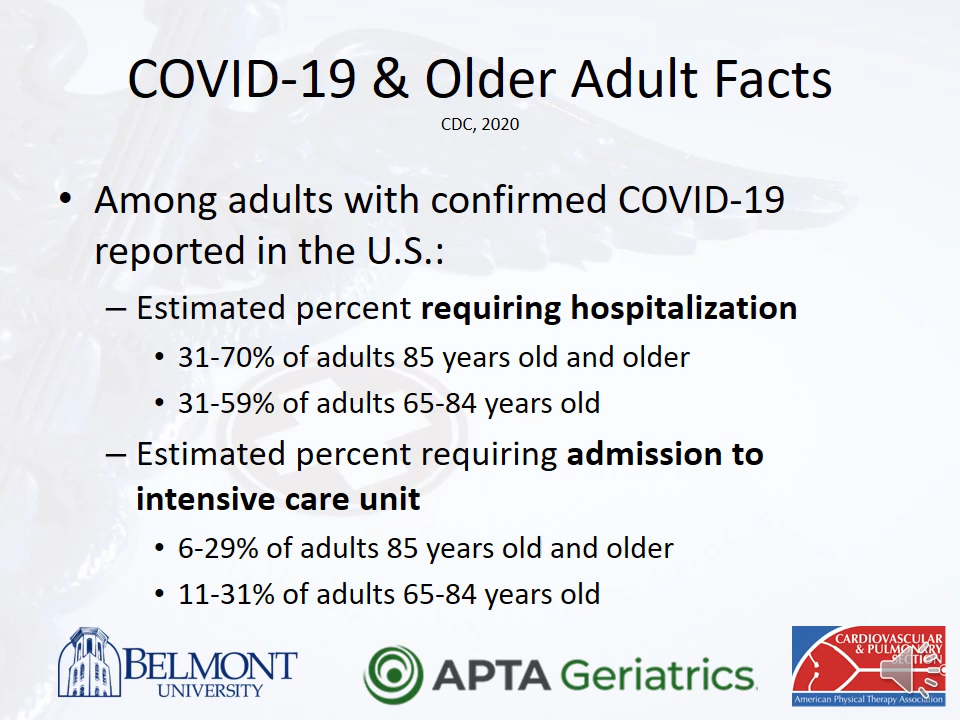 COVID-19 & Older Adult Facts
CDC, 2020
• Among adults with confirmed COVID-19
reported in the U.S.:
– Estimated percent requiring hospitalization
• 31-70% of adults 85 years old and older
• 31-59% of adults 65-84 years old
– Estimated percent requiring admission to
intensive care unit
• 6-29% of adults 85 years old and older
• 11-31% of adults 65-84 years old
BELMONT
UNIVERSITY
APTA Geriatrics
CARDIOVASCULAR
& PULMONARY
SECTION
American Physical Therapy Association